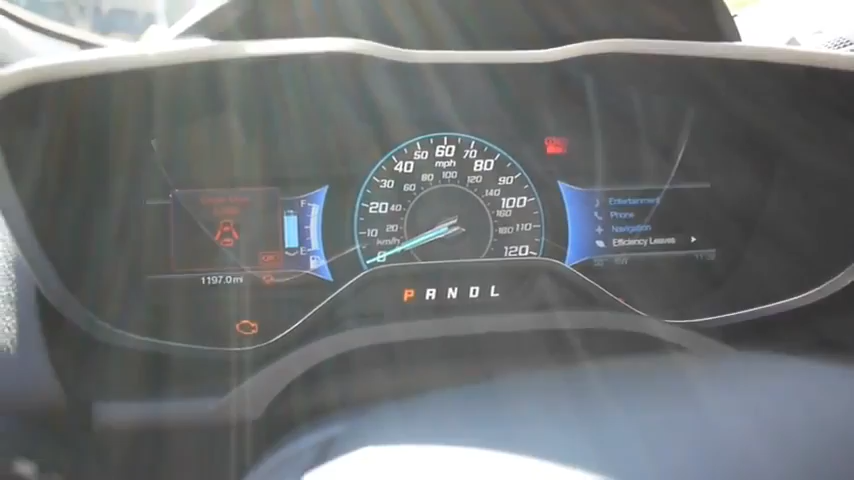 60
50 70
mph
40 80
80 100 120
30 60 140 90
20 40 160 100
10 20 180 110
km/h
0 120
F
E
1197.0 mi
P R N D L
Entertainment
Phone
Navigation
Efficiency Leaves